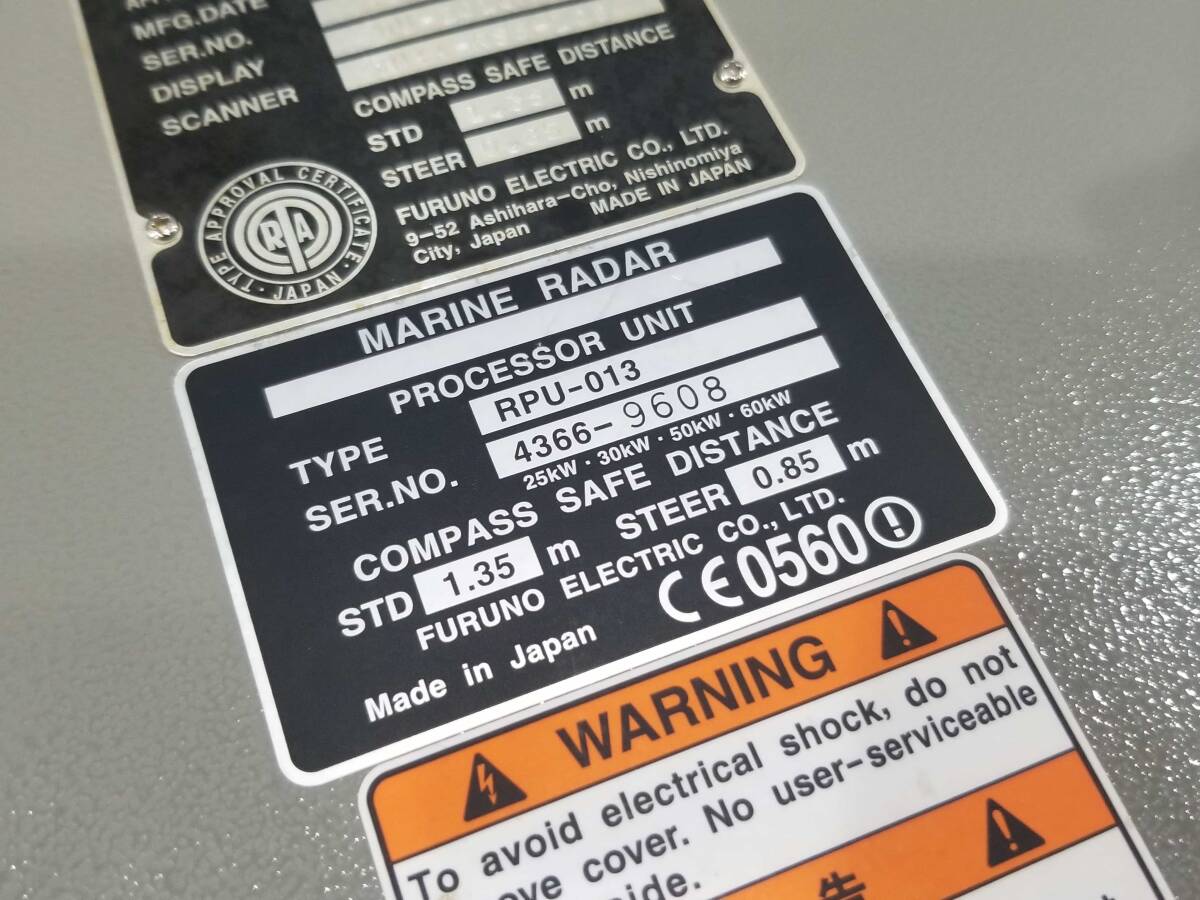 MFG.DATE
SER.NO.
DISPLAY
SCANNER
COMPASS SAFE DISTANCE
STD m
STEER m
FURUNO ELECTRIC CO., LTD.
9-52 Ashihara-Cho, Nishinomiya
City, Japan MADE IN JAPAN
TYPE APPROVAL CERTIFICATE · JAPAN ·
RTA
MARINE RADAR
PROCESSOR UNIT
TYPE RPU-013
SER.NO. 4366-9608
25kW · 30kW · 50kW · 60kW
COMPASS SAFE DISTANCE
STD 1.35 m STEER 0.85 m
FURUNO ELECTRIC CO., LTD.
Made in Japan CE0560
WARNING
To avoid electrical shock, do not
cover. No user-serviceable
告